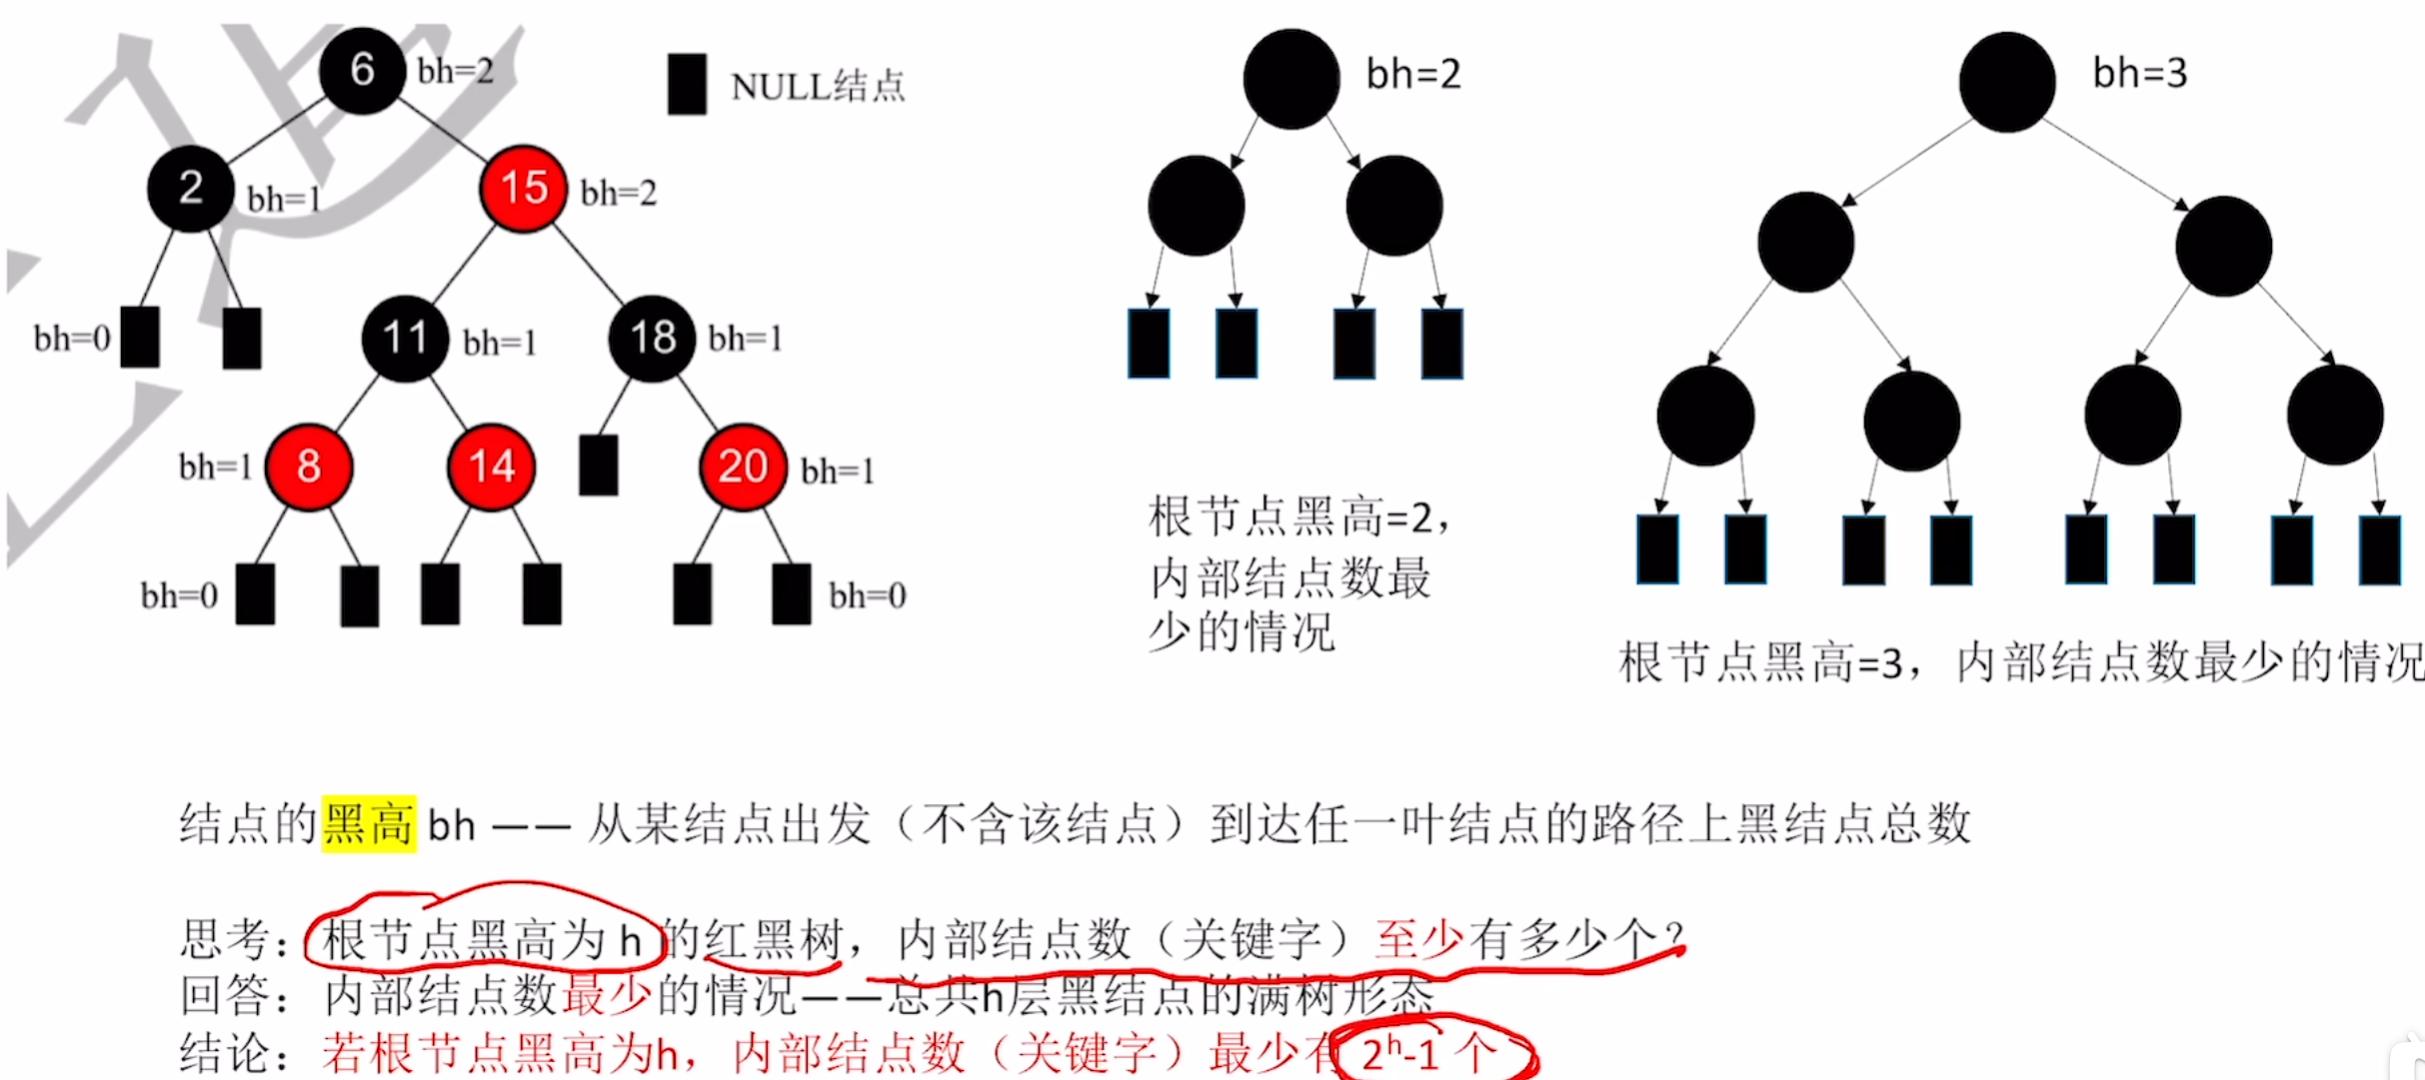 6 bh=2
2 bh=1
15 bh=2
bh=0
11 bh=1
18 bh=1
bh=1 8
14
20 bh=1
bh=0
bh=0
NULL结点
bh=2
根节点黑高=2,
内部结点数最
少的情况
bh=3
根节点黑高=3，内部结点数最少的情况
结点的黑高 bh —— 从某结点出发（不含该结点）到达任一叶结点的路径上黑结点总数
思考：根节点黑高为 h 的红黑树，内部结点数（关键字）至少有多少个？
回答：内部结点数最少的情况——总共h层黑结点的满树形态
结论：若根节点黑高为h，内部结点数（关键字）最少有 2ʰ-1 个